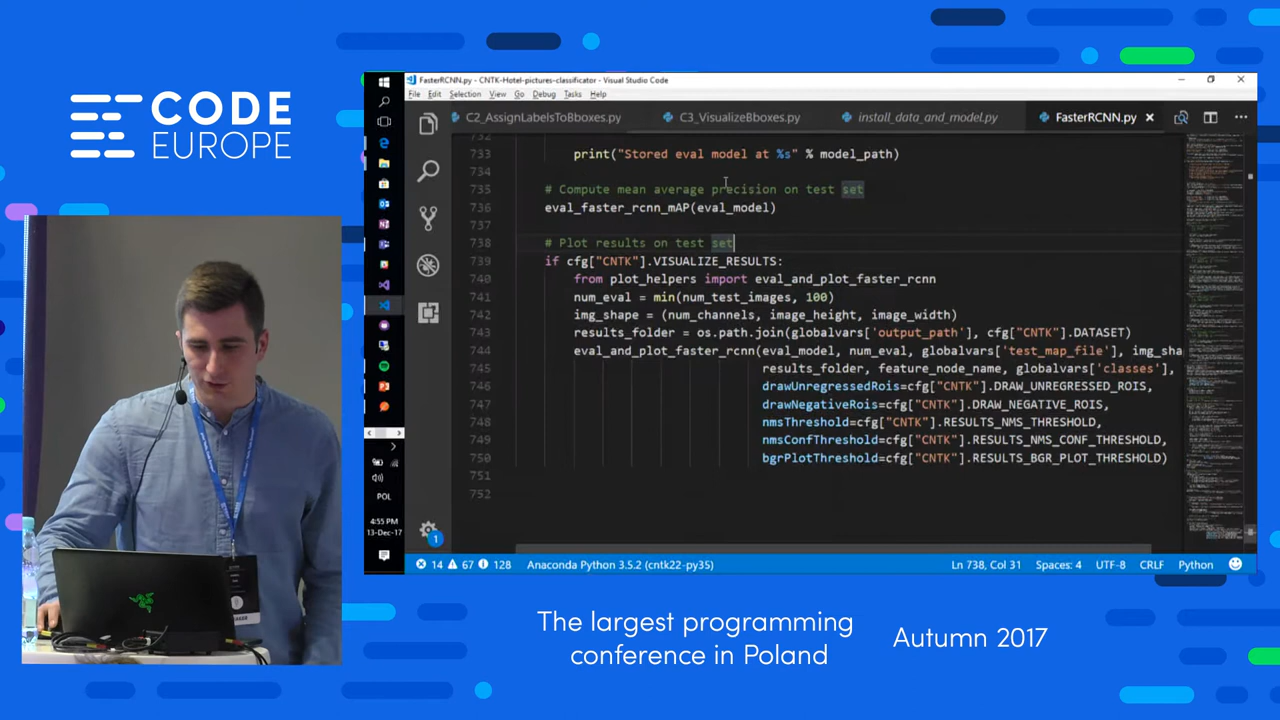 CODE
EUROPE
FasterRCNN.py - CNTK-Hotel-pictures-classificator - Visual Studio Code
File Edit Selection View Go Debug Tasks Help
C2_AssignLabelsToBboxes.py C3_VisualizeBboxes.py install_data_and_model.py FasterRCNN.py
732
733 print("Stored eval model at %s" % model_path)
734
735 # Compute mean average precision on test set
736 eval_faster_rcnn_mAP(eval_model)
737
738 # Plot results on test set
739 if cfg["CNTK"].VISUALIZE_RESULTS:
740 from plot_helpers import eval_and_plot_faster_rcnn
741 num_eval = min(num_test_images, 100)
742 img_shape = (num_channels, image_height, image_width)
743 results_folder = os.path.join(globalvars['output_path'], cfg["CNTK"].DATASET)
744 eval_and_plot_faster_rcnn(eval_model, num_eval, globalvars['test_map_file'], img_sha
745 results_folder, feature_node_name, globalvars['classes'],
746 drawUnregressedRois=cfg["CNTK"].DRAW_UNREGRESSED_ROIS,
747 drawNegativeRois=cfg["CNTK"].DRAW_NEGATIVE_ROIS,
748 nmsThreshold=cfg["CNTK"].RESULTS_NMS_THRESHOLD,
749 nmsConfThreshold=cfg["CNTK"].RESULTS_NMS_CONF_THRESHOLD,
750 bgrPlotThreshold=cfg["CNTK"].RESULTS_BGR_PLOT_THRESHOLD)
751
752
POL
4:55 PM
13-Dec-17
1
14 67 128 Anaconda Python 3.5.2 (cntk22-py35) Ln 738, Col 31 Spaces: 4 UTF-8 CRLF Python
The largest programming
conference in Poland
Autumn 2017